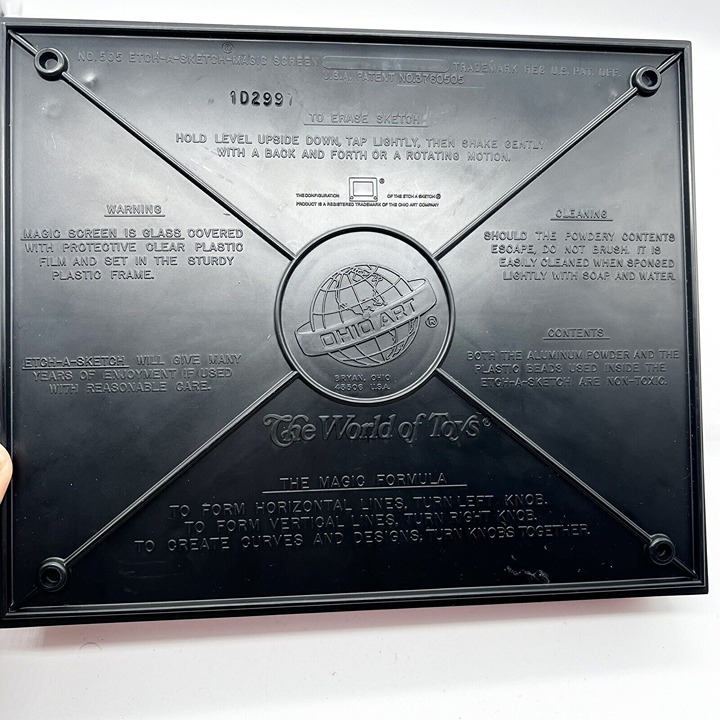 NO. 505 ETCH-A-SKETCH-MAGIC SCREEN ® TRADEMARK REG U.S. PAT. OFF.
U.S.A. PATENT NO.3760505
1D2997
TO ERASE SKETCH
HOLD LEVEL UPSIDE DOWN, TAP LIGHTLY, THEN SHAKE GENTLY
WITH A BACK AND FORTH OR A ROTATING MOTION.
THE CONFIGURATION ® OF THE ETCH A SKETCH®
PRODUCT IS A REGISTERED TRADEMARK OF THE OHIO ART COMPANY
WARNING
MAGIC SCREEN IS GLASS COVERED
WITH PROTECTIVE CLEAR PLASTIC
FILM AND SET IN THE STURDY
PLASTIC FRAME.
CLEANING
SHOULD THE POWDERY CONTENTS
ESCAPE, DO NOT BRUSH. IT IS
EASILY CLEANED WHEN SPONGED
LIGHTLY WITH SOAP AND WATER.
OHIO ART ®
BRYAN, OHIO
43506 U.S.A.
ETCH-A-SKETCH WILL GIVE MANY
YEARS OF ENJOYMENT IF USED
WITH REASONABLE CARE.
CONTENTS
BOTH THE ALUMINUM POWDER AND THE
PLASTIC BEADS USED INSIDE THE
ETCH-A-SKETCH ARE NON-TOXIC.
The World of Toys®
THE MAGIC FORMULA
TO FORM HORIZONTAL LINES, TURN LEFT KNOB.
TO FORM VERTICAL LINES, TURN RIGHT KNOB.
TO CREATE CURVES AND DESIGNS, TURN KNOBS TOGETHER.